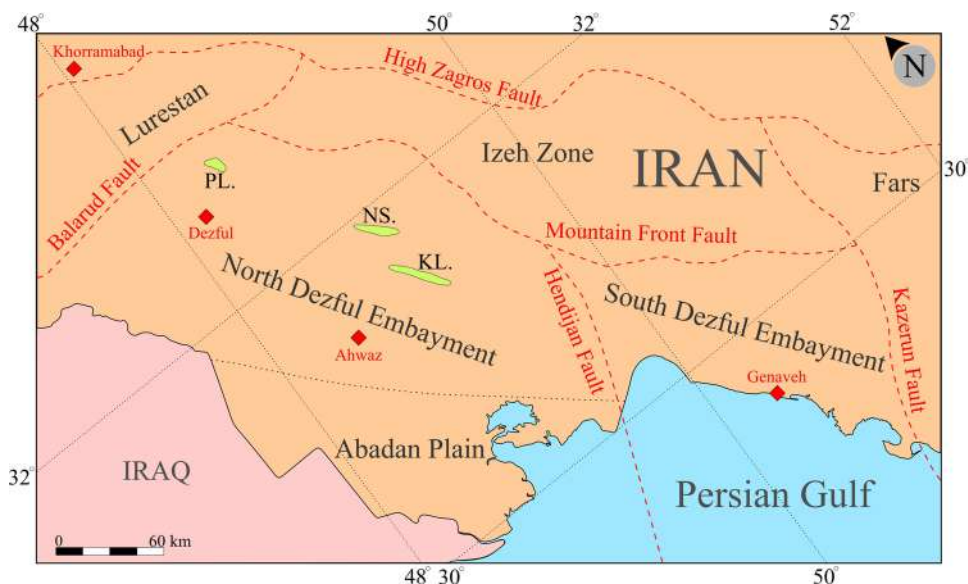 48°
50°
32°
52°
Khorramabad
High Zagros Fault
N
Lurestan
Izeh Zone
IRAN
30°
PL.
Fars
Balarud Fault
Dezful
NS.
Mountain Front Fault
KL.
North Dezful Embayment
Hendijan Fault
South Dezful Embayment
Kazerun Fault
Ahwaz
Genaveh
Abadan Plain
32°
IRAQ
Persian Gulf
0 60 km
48° 30°
50°